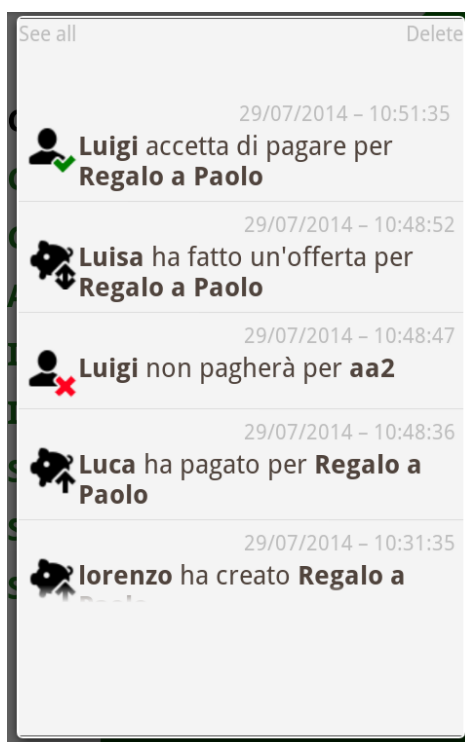 See all Delete
29/07/2014 – 10:51:35
Luigi accetta di pagare per
Regalo a Paolo
29/07/2014 – 10:48:52
Luisa ha fatto un'offerta per
Regalo a Paolo
29/07/2014 – 10:48:47
Luigi non pagherà per aa2
29/07/2014 – 10:48:36
Luca ha pagato per Regalo a
Paolo
29/07/2014 – 10:31:35
lorenzo ha creato Regalo a